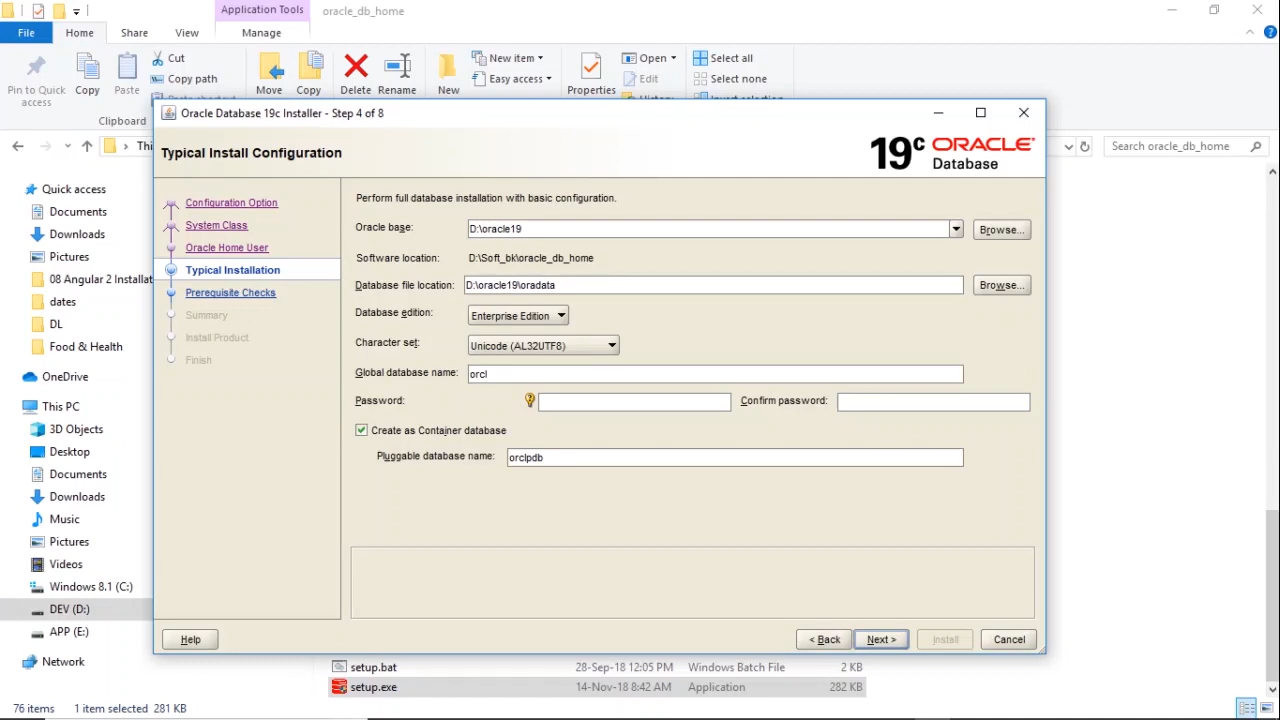 Application Tools
oracle_db_home
File
Home
Share
View
Manage
Pin to Quick
access
Copy
Paste
Cut
Copy path
Paste shortcut
Move
Copy
Delete
Rename
New
New item
Easy access
Properties
Open
Edit
History
Select all
Select none
Invert selection
Clipboard
Thi
Search oracle_db_home
Quick access
Documents
Downloads
Pictures
08 Angular 2 Installat
dates
DL
Food & Health
OneDrive
This PC
3D Objects
Desktop
Documents
Downloads
Music
Pictures
Videos
Windows 8.1 (C:)
DEV (D:)
APP (E:)
Network
Oracle Database 19c Installer - Step 4 of 8
Typical Install Configuration
19c ORACLE
Database
Configuration Option
System Class
Oracle Home User
Typical Installation
Prerequisite Checks
Summary
Install Product
Finish
Perform full database installation with basic configuration.
Oracle base: D:\oracle19 Browse...
Software location: D:\Soft_bk\oracle_db_home
Database file location: D:\oracle19\oradata Browse...
Database edition: Enterprise Edition
Character set: Unicode (AL32UTF8)
Global database name: orcl
Password: Confirm password:
Create as Container database
Pluggable database name: orclpdb
Help < Back Next > Install Cancel
setup.bat 28-Sep-18 12:05 PM Windows Batch File 2 KB
setup.exe 14-Nov-18 8:42 AM Application 282 KB
76 items 1 item selected 281 KB